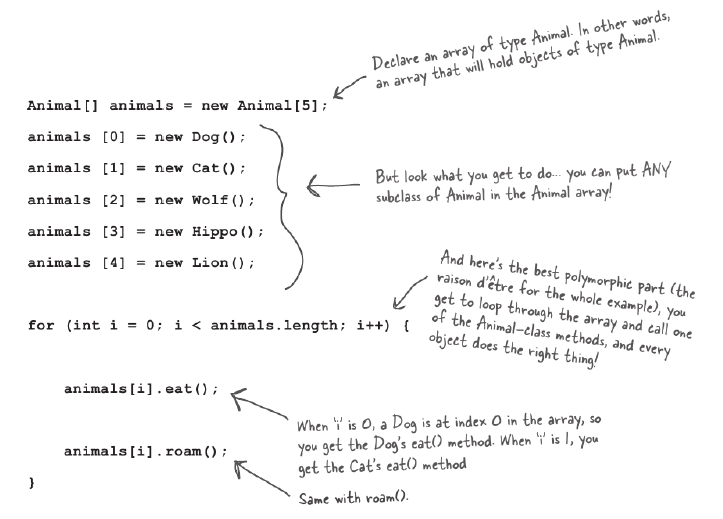 Declare an array of type Animal. In other words,
an array that will hold objects of type Animal.
Animal[] animals = new Animal[5];
animals [0] = new Dog();
animals [1] = new Cat();
animals [2] = new Wolf();
animals [3] = new Hippo();
animals [4] = new Lion();
But look what you get to do... you can put ANY
subclass of Animal in the Animal array!
And here's the best polymorphic part (the
raison d'être for the whole example), you
get to loop through the array and call one
of the Animal-class methods, and every
object does the right thing!
for (int i = 0; i < animals.length; i++) {
animals[i].eat();
When 'i' is 0, a Dog is at index 0 in the array, so
you get the Dog's eat() method. When 'i' is 1, you
get the Cat's eat() method
animals[i].roam();
Same with roam().
}